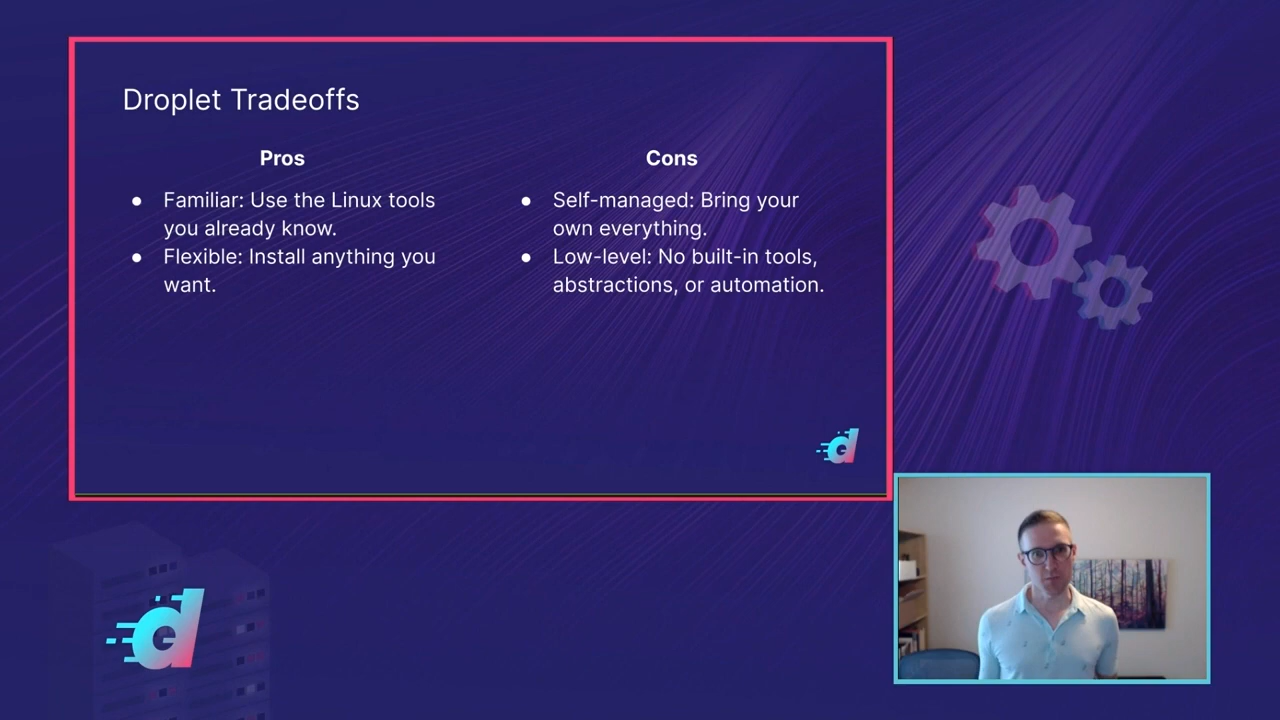 Droplet Tradeoffs
Pros
● Familiar: Use the Linux tools
you already know.
● Flexible: Install anything you
want.
Cons
● Self-managed: Bring your
own everything.
● Low-level: No built-in tools,
abstractions, or automation.
d
d